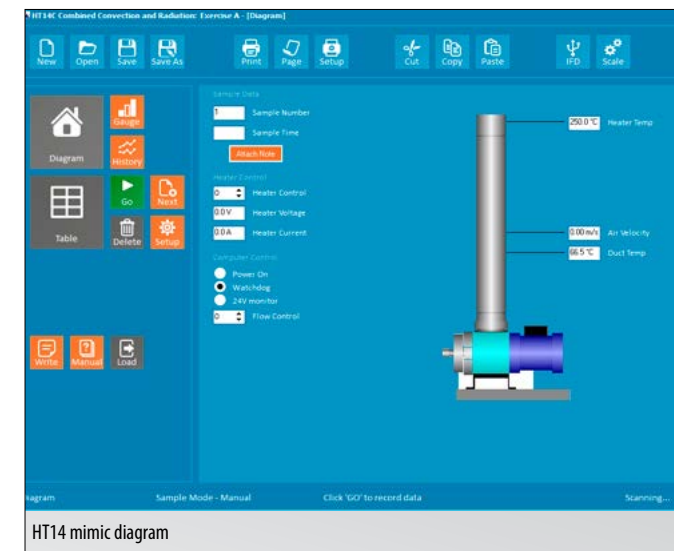 HT14C Combined Convection and Radiation: Exercise A - [Diagram]
New Open Save Save As Print Page Setup Cut Copy Paste IFD Scale
Diagram
Gauge
History
Table
Go
Next
Delete
Setup
Write
Manual
Load
Sample Data
1 Sample Number
Sample Time
Attach Note
Heater Control
0 Heater Control
0.0 V Heater Voltage
0.0 A Heater Current
Computer Control
Power On
Watchdog
24V monitor
0 Flow Control
250.0 °C Heater Temp
0.00 m/s Air Velocity
66.5 °C Duct Temp
iagram Sample Mode - Manual Click 'GO' to record data Scanning...
HT14 mimic diagram